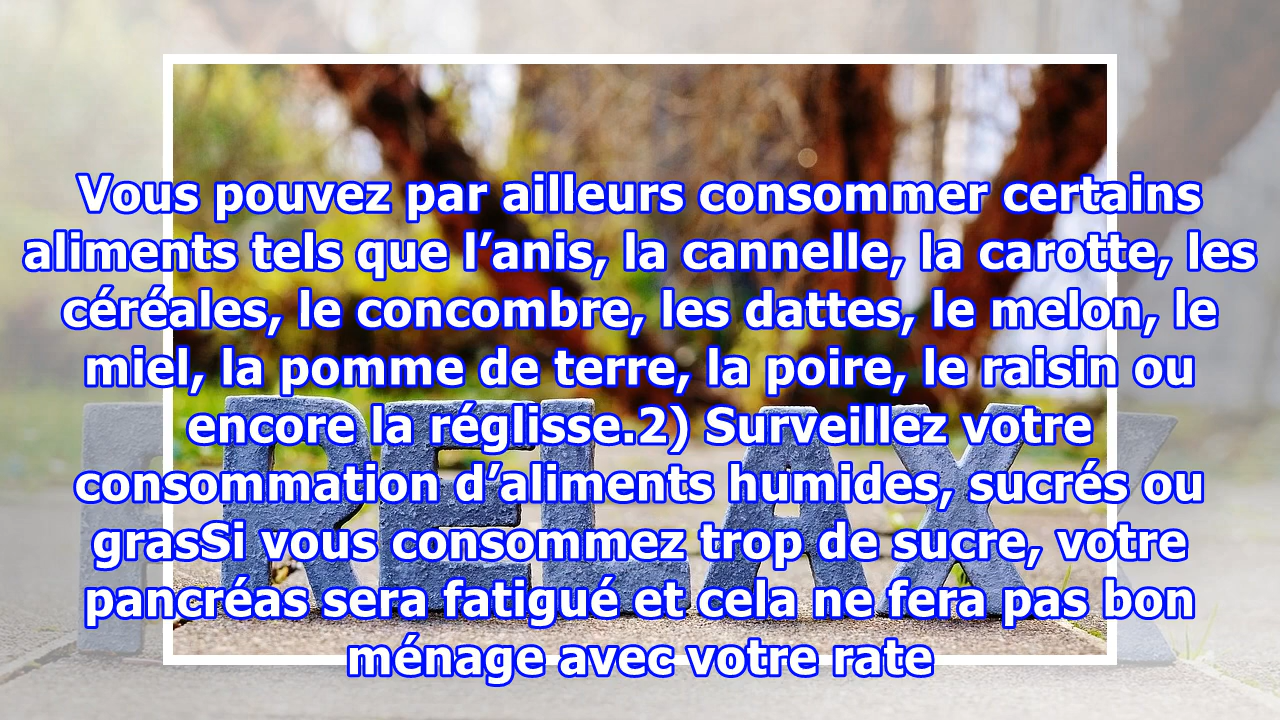 Vous pouvez par ailleurs consommer certains
aliments tels que l’anis, la cannelle, la carotte, les
céréales, le concombre, les dattes, le melon, le
miel, la pomme de terre, la poire, le raisin ou
encore la réglisse.2) Surveillez votre
consommation d’aliments humides, sucrés ou
grasSi vous consommez trop de sucre, votre
pancréas sera fatigué et cela ne fera pas bon
ménage avec votre rate
RELAX